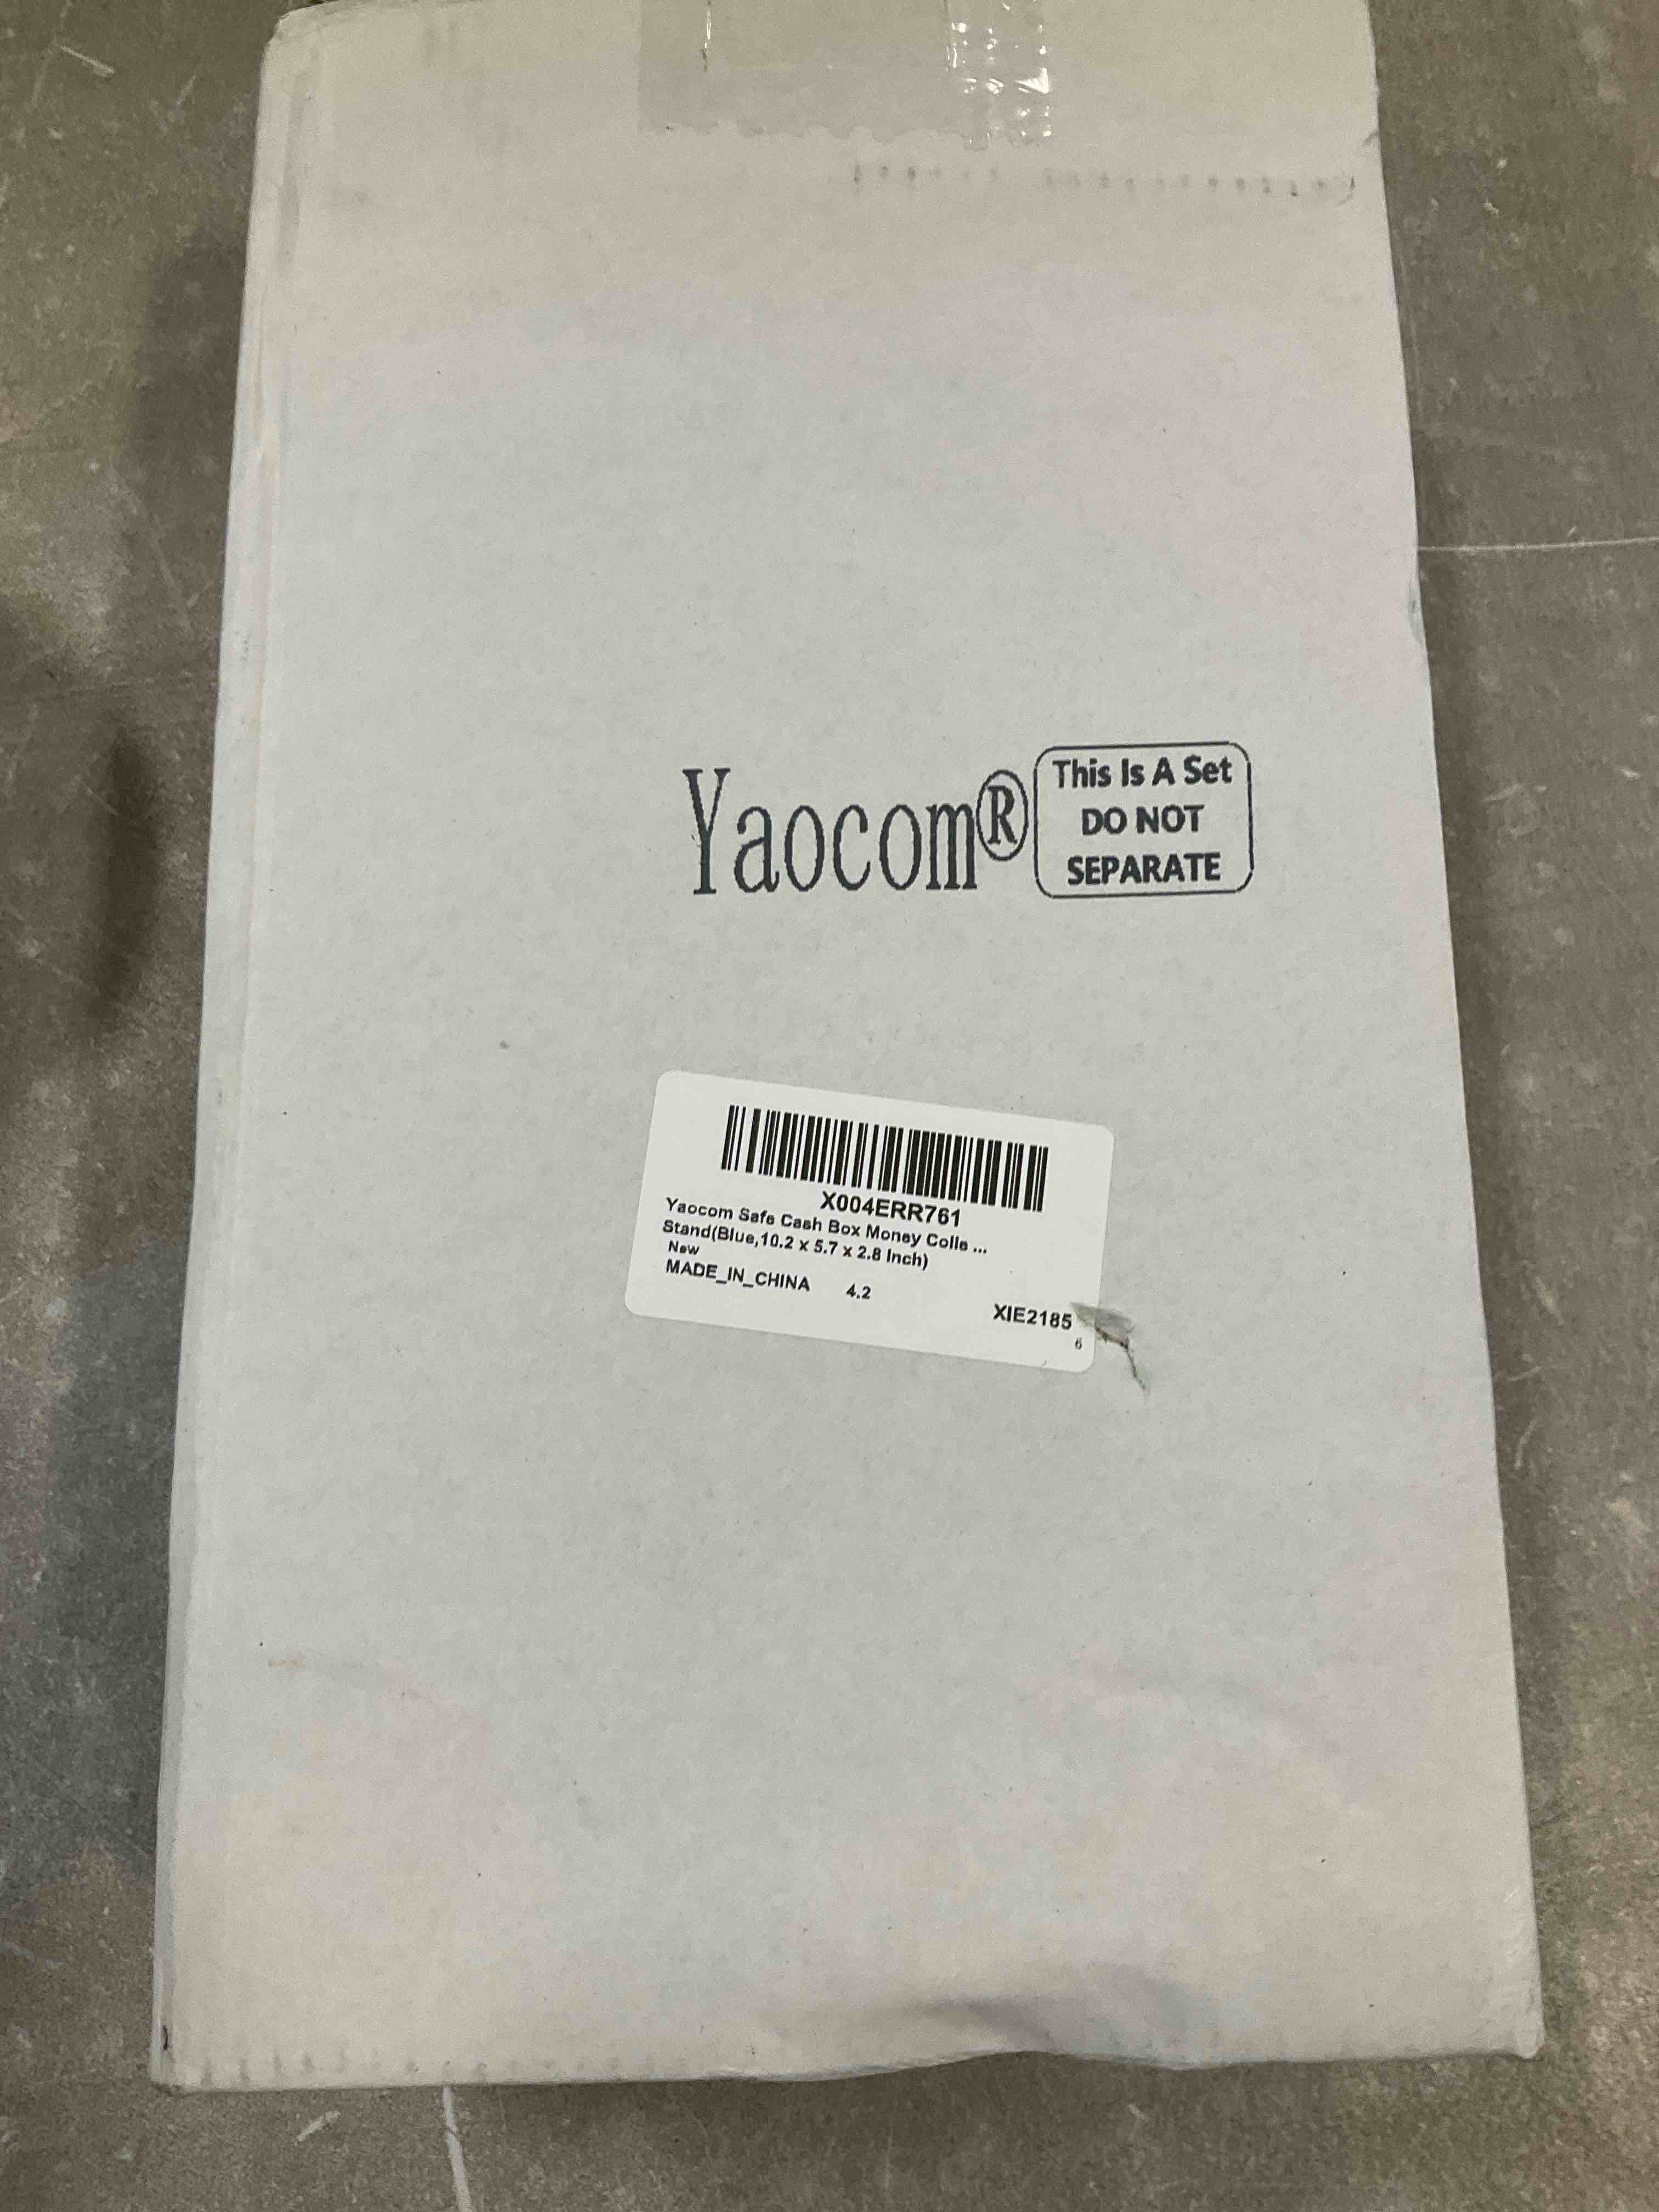 Yaocom®
This Is A Set
DO NOT
SEPARATE
X004ERR761
Yaocom Safe Cash Box Money Colle ...
Stand(Blue,10.2 x 5.7 x 2.8 Inch)
New
MADE_IN_CHINA 4.2
XIE2185
6